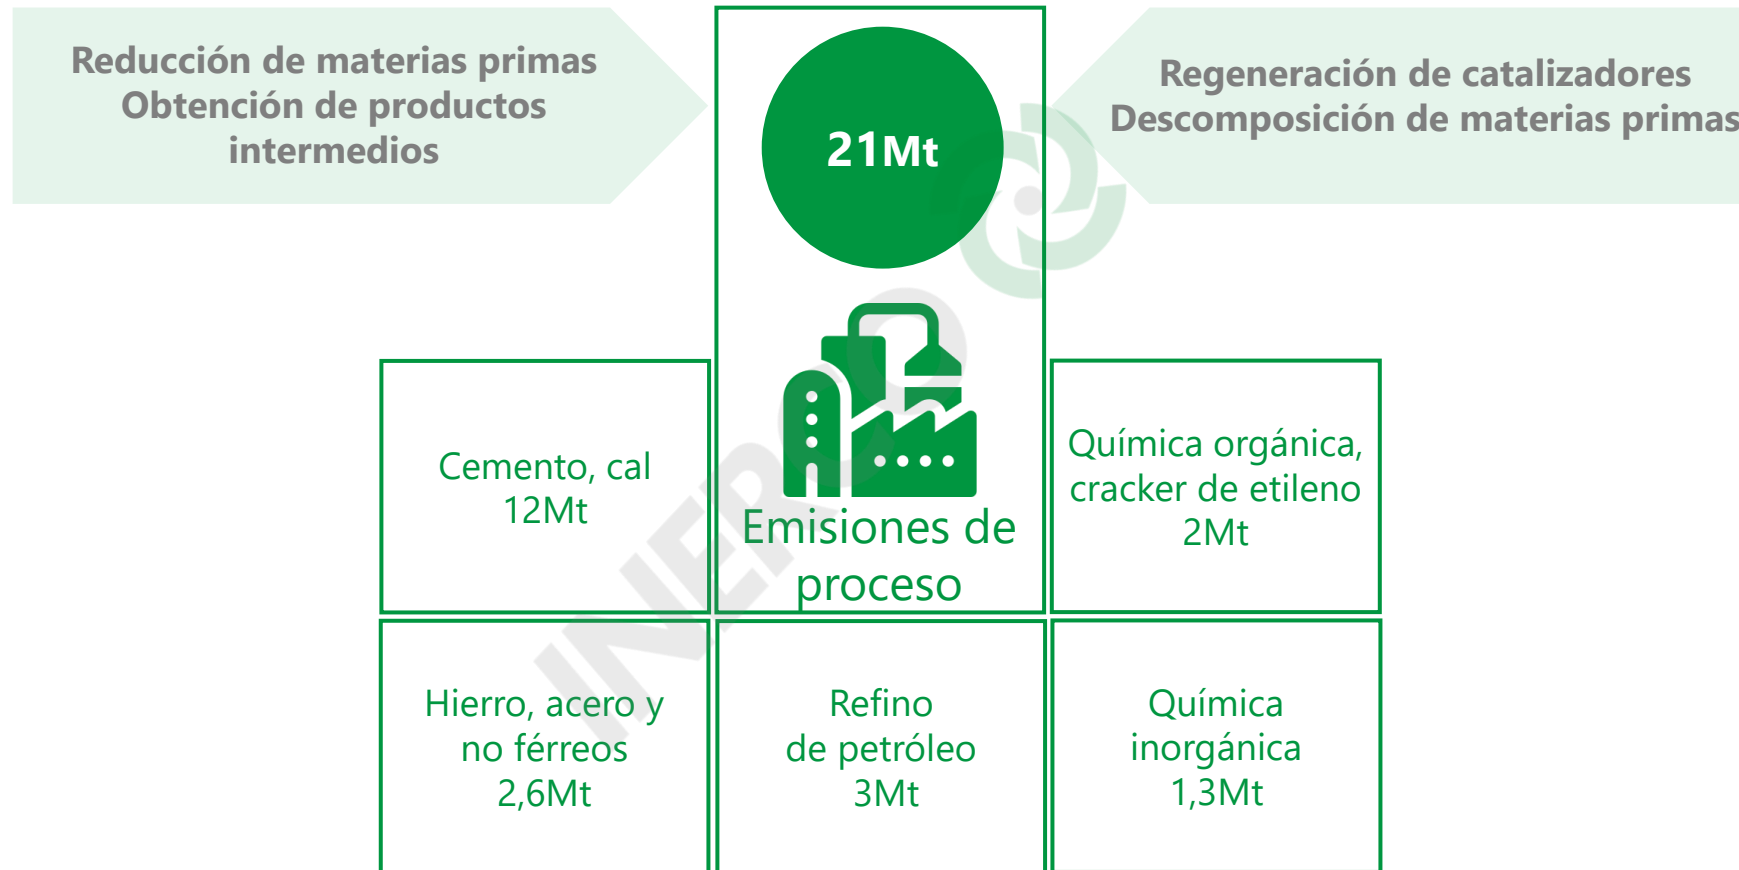 Reducción de materias primas
Obtención de productos
intermedios
21Mt
Regeneración de catalizadores
Descomposición de materias primas
Emisiones de
proceso
Cemento, cal
12Mt
Química orgánica,
cracker de etileno
2Mt
Hierro, acero y
no férreos
2,6Mt
Refino
de petróleo
3Mt
Química
inorgánica
1,3Mt
INERCO